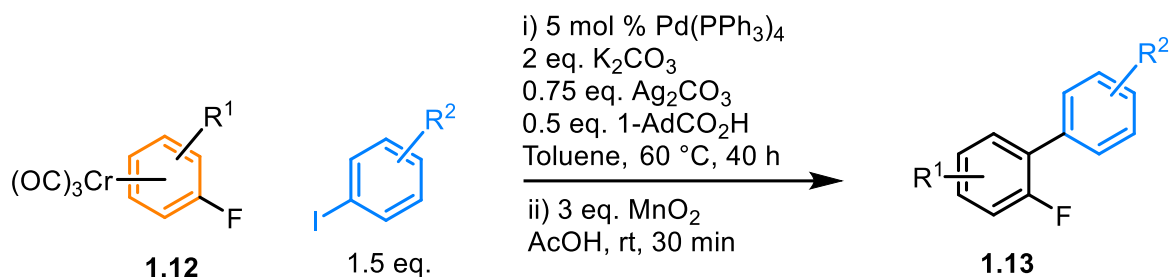 i) 5 mol % Pd(PPh₃)₄
2 eq. K₂CO₃
0.75 eq. Ag₂CO₃
0.5 eq. 1-AdCO₂H
Toluene, 60 °C, 40 h
ii) 3 eq. MnO₂
AcOH, rt, 30 min
R¹
(OC)₃Cr
F
1.12
R²
I
1.5 eq.
R²
R¹
F
1.13